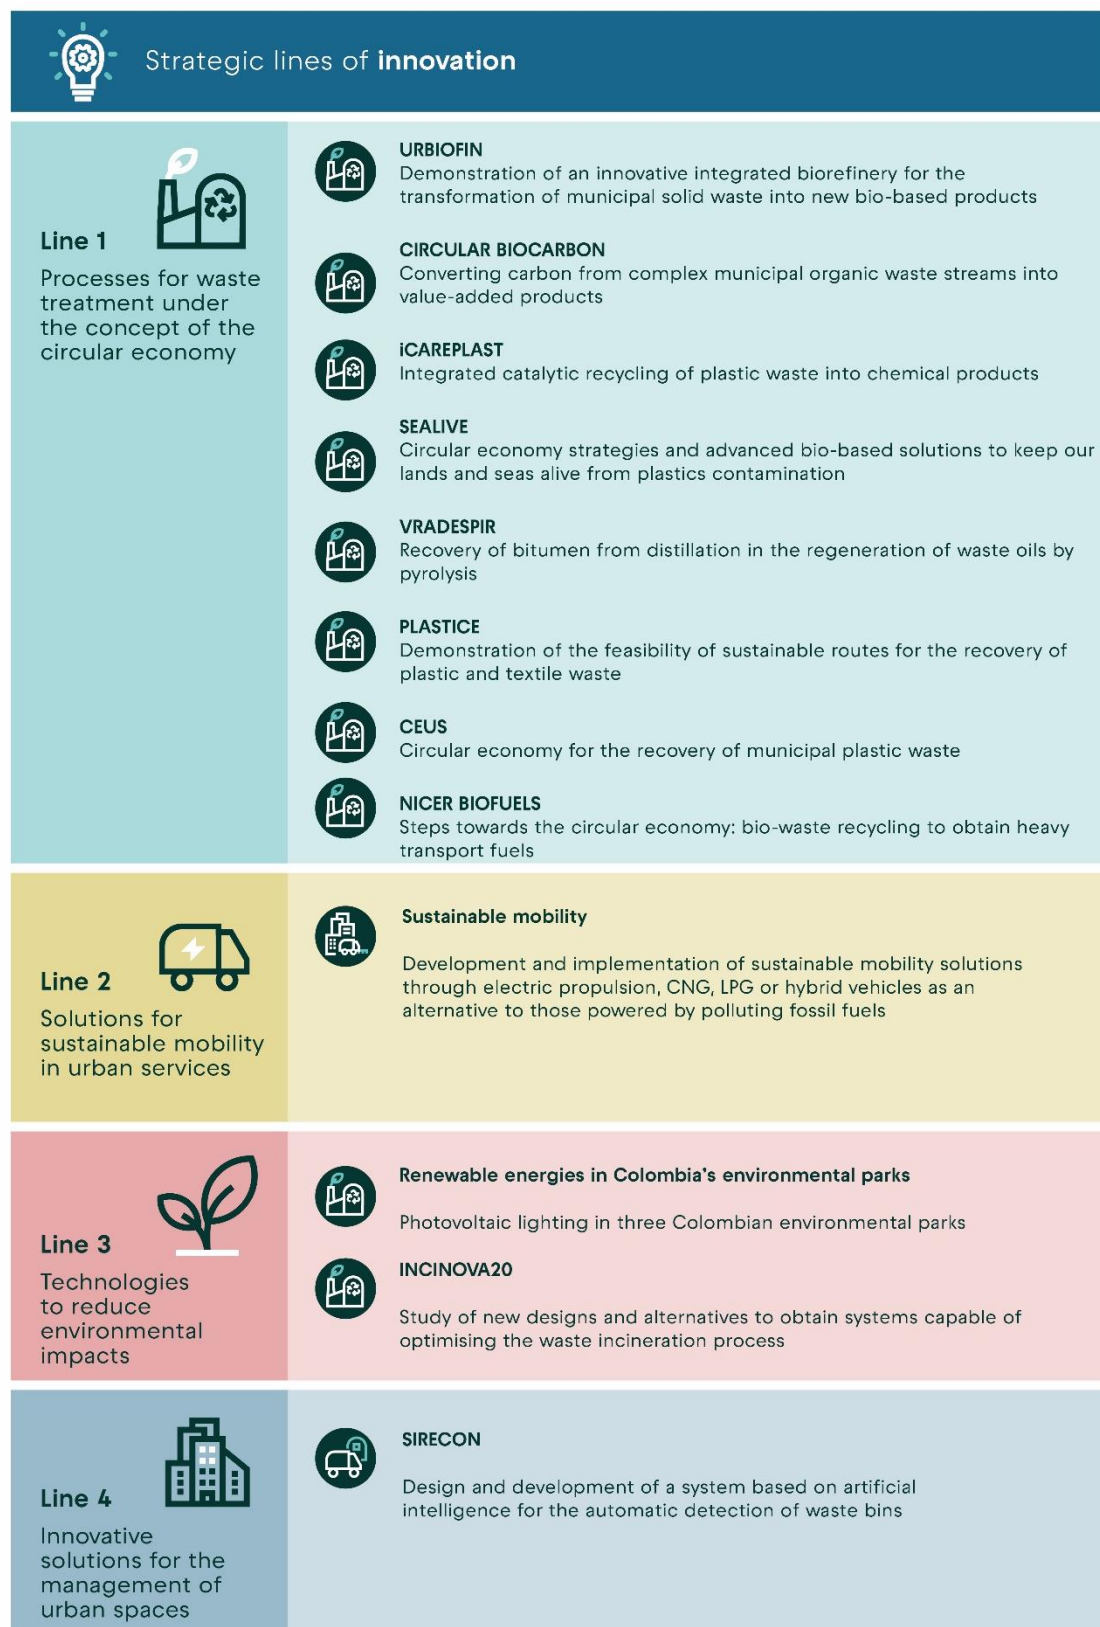 Strategic lines of innovation
Line 1
Processes for waste
treatment under
the concept of the
circular economy
URBIOFIN
Demonstration of an innovative integrated biorefinery for the
transformation of municipal solid waste into new bio-based products
CIRCULAR BIOCARBON
Converting carbon from complex municipal organic waste streams into
value-added products
iCAREPLAST
Integrated catalytic recycling of plastic waste into chemical products
SEALIVE
Circular economy strategies and advanced bio-based solutions to keep our
lands and seas alive from plastics contamination
VRADESPIR
Recovery of bitumen from distillation in the regeneration of waste oils by
pyrolysis
PLASTICE
Demonstration of the feasibility of sustainable routes for the recovery of
plastic and textile waste
CEUS
Circular economy for the recovery of municipal plastic waste
NICER BIOFUELS
Steps towards the circular economy: bio-waste recycling to obtain heavy
transport fuels
Line 2
Solutions for
sustainable mobility
in urban services
Sustainable mobility
Development and implementation of sustainable mobility solutions
through electric propulsion, CNG, LPG or hybrid vehicles as an
alternative to those powered by polluting fossil fuels
Line 3
Technologies
to reduce
environmental
impacts
Renewable energies in Colombia's environmental parks
Photovoltaic lighting in three Colombian environmental parks
INCINOVA20
Study of new designs and alternatives to obtain systems capable of
optimising the waste incineration process
Line 4
Innovative
solutions for the
management of
urban spaces
SIRECON
Design and development of a system based on artificial
intelligence for the automatic detection of waste bins